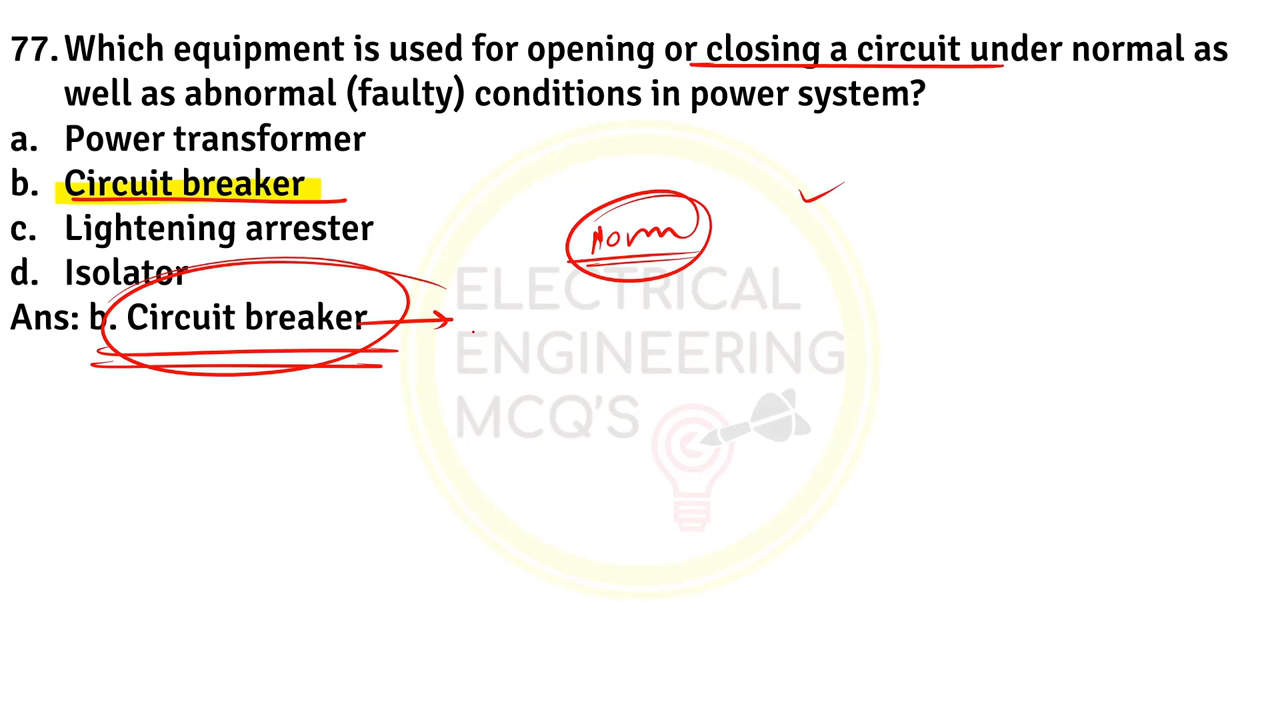 77. Which equipment is used for opening or closing a circuit under normal as
well as abnormal (faulty) conditions in power system?
a. Power transformer
b. Circuit breaker
c. Lightening arrester
d. Isolator
Ans: b. Circuit breaker
Norm
ELECTRICAL
ENGINEERING
MCQ'S